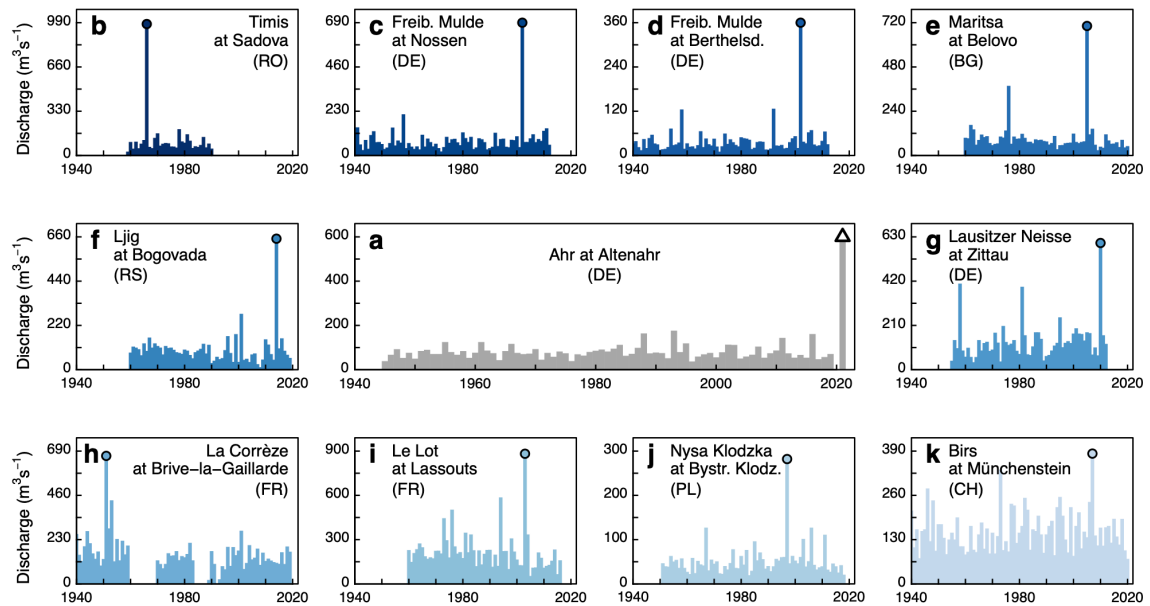 b Timis
at Sadova
(RO)
Discharge (m³s⁻¹)
990
660
330
0
1940 1980 2020
c Freib. Mulde
at Nossen
(DE)
690
460
230
0
1940 1980 2020
d Freib. Mulde
at Berthelsd.
(DE)
360
240
120
0
1940 1980 2020
e Maritsa
at Belovo
(BG)
720
480
240
0
1940 1980 2020
f Ljig
at Bogovada
(RS)
Discharge (m³s⁻¹)
660
440
220
0
1940 1980 2020
a
Ahr at Altenahr
(DE)
600
400
200
0
1940 1960 1980 2000 2020
g Lausitzer Neisse
at Zittau
(DE)
630
420
210
0
1940 1980 2020
h La Corrèze
at Brive−la−Gaillarde
(FR)
Discharge (m³s⁻¹)
690
460
230
0
1940 1980 2020
i Le Lot
at Lassouts
(FR)
900
600
300
0
1940 1980 2020
j Nysa Klodzka
at Bystr. Klodz.
(PL)
300
200
100
0
1940 1980 2020
k Birs
at Münchenstein
(CH)
390
260
130
0
1940 1980 2020